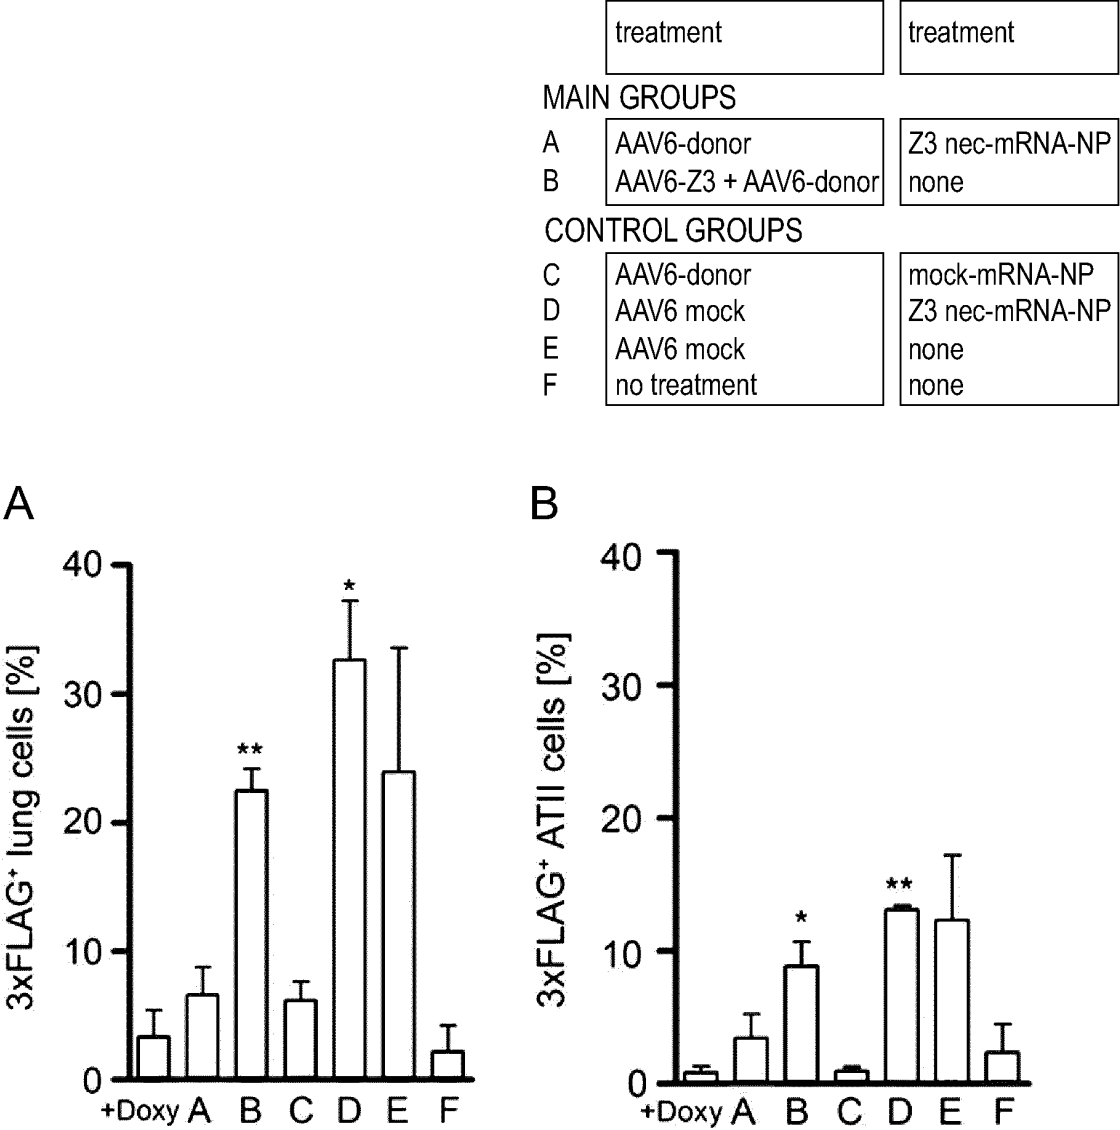 treatment treatment
MAIN GROUPS
A AAV6-donor Z3 nec-mRNA-NP
B AAV6-Z3 + AAV6-donor none
CONTROL GROUPS
C AAV6-donor mock-mRNA-NP
D AAV6 mock Z3 nec-mRNA-NP
E AAV6 mock none
F no treatment none
A
3xFLAG+ lung cells [%]
40
30
20
10
0
*
**
+Doxy A B C D E F
B
3xFLAG+ ATII cells [%]
40
30
20
10
0
**
*
+Doxy A B C D E F